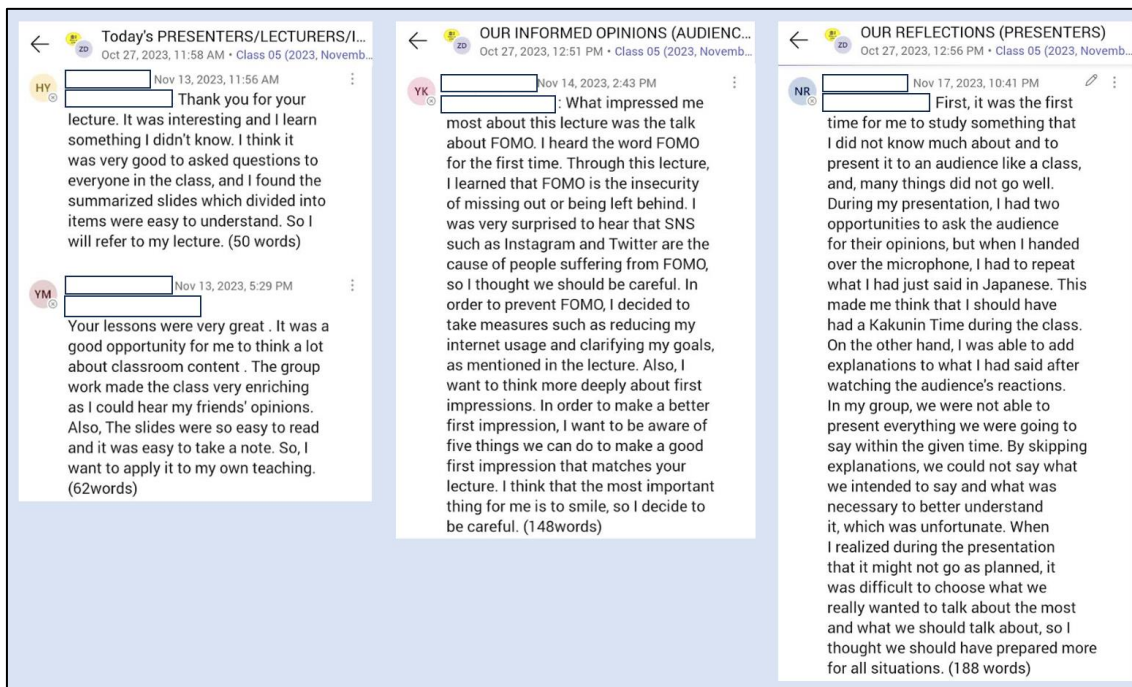 Today's PRESENTERS/LECTURERS/I...
ZD
Oct 27, 2023, 11:58 AM • Class 05 (2023, Novemb...
HY
Nov 13, 2023, 11:56 AM
Thank you for your
lecture. It was interesting and I learn
something I didn't know. I think it
was very good to asked questions to
everyone in the class, and I found the
summarized slides which divided into
items were easy to understand. So I
will refer to my lecture. (50 words)
YM
Nov 13, 2023, 5:29 PM
Your lessons were very great . It was a
good opportunity for me to think a lot
about classroom content . The group
work made the class very enriching
as I could hear my friends' opinions.
Also, The slides were so easy to read
and it was easy to take a note. So, I
want to apply it to my own teaching.
(62words)
OUR INFORMED OPINIONS (AUDIENC...
ZD
Oct 27, 2023, 12:51 PM • Class 05 (2023, Novemb...
YK
Nov 14, 2023, 2:43 PM
: What impressed me
most about this lecture was the talk
about FOMO. I heard the word FOMO
for the first time. Through this lecture,
I learned that FOMO is the insecurity
of missing out or being left behind. I
was very surprised to hear that SNS
such as Instagram and Twitter are the
cause of people suffering from FOMO,
so I thought we should be careful. In
order to prevent FOMO, I decided to
take measures such as reducing my
internet usage and clarifying my goals,
as mentioned in the lecture. Also, I
want to think more deeply about first
impressions. In order to make a better
first impression, I want to be aware of
five things we can do to make a good
first impression that matches your
lecture. I think that the most important
thing for me is to smile, so I decide to
be careful. (148words)
OUR REFLECTIONS (PRESENTERS)
ZD
Oct 27, 2023, 12:56 PM • Class 05 (2023, Novemb...
NR
Nov 17, 2023, 10:41 PM
First, it was the first
time for me to study something that
I did not know much about and to
present it to an audience like a class,
and, many things did not go well.
During my presentation, I had two
opportunities to ask the audience
for their opinions, but when I handed
over the microphone, I had to repeat
what I had just said in Japanese. This
made me think that I should have
had a Kakunin Time during the class.
On the other hand, I was able to add
explanations to what I had said after
watching the audience's reactions.
In my group, we were not able to
present everything we were going to
say within the given time. By skipping
explanations, we could not say what
we intended to say and what was
necessary to better understand
it, which was unfortunate. When
I realized during the presentation
that it might not go as planned, it
was difficult to choose what we
really wanted to talk about the most
and what we should talk about, so I
thought we should have prepared more
for all situations. (188 words)